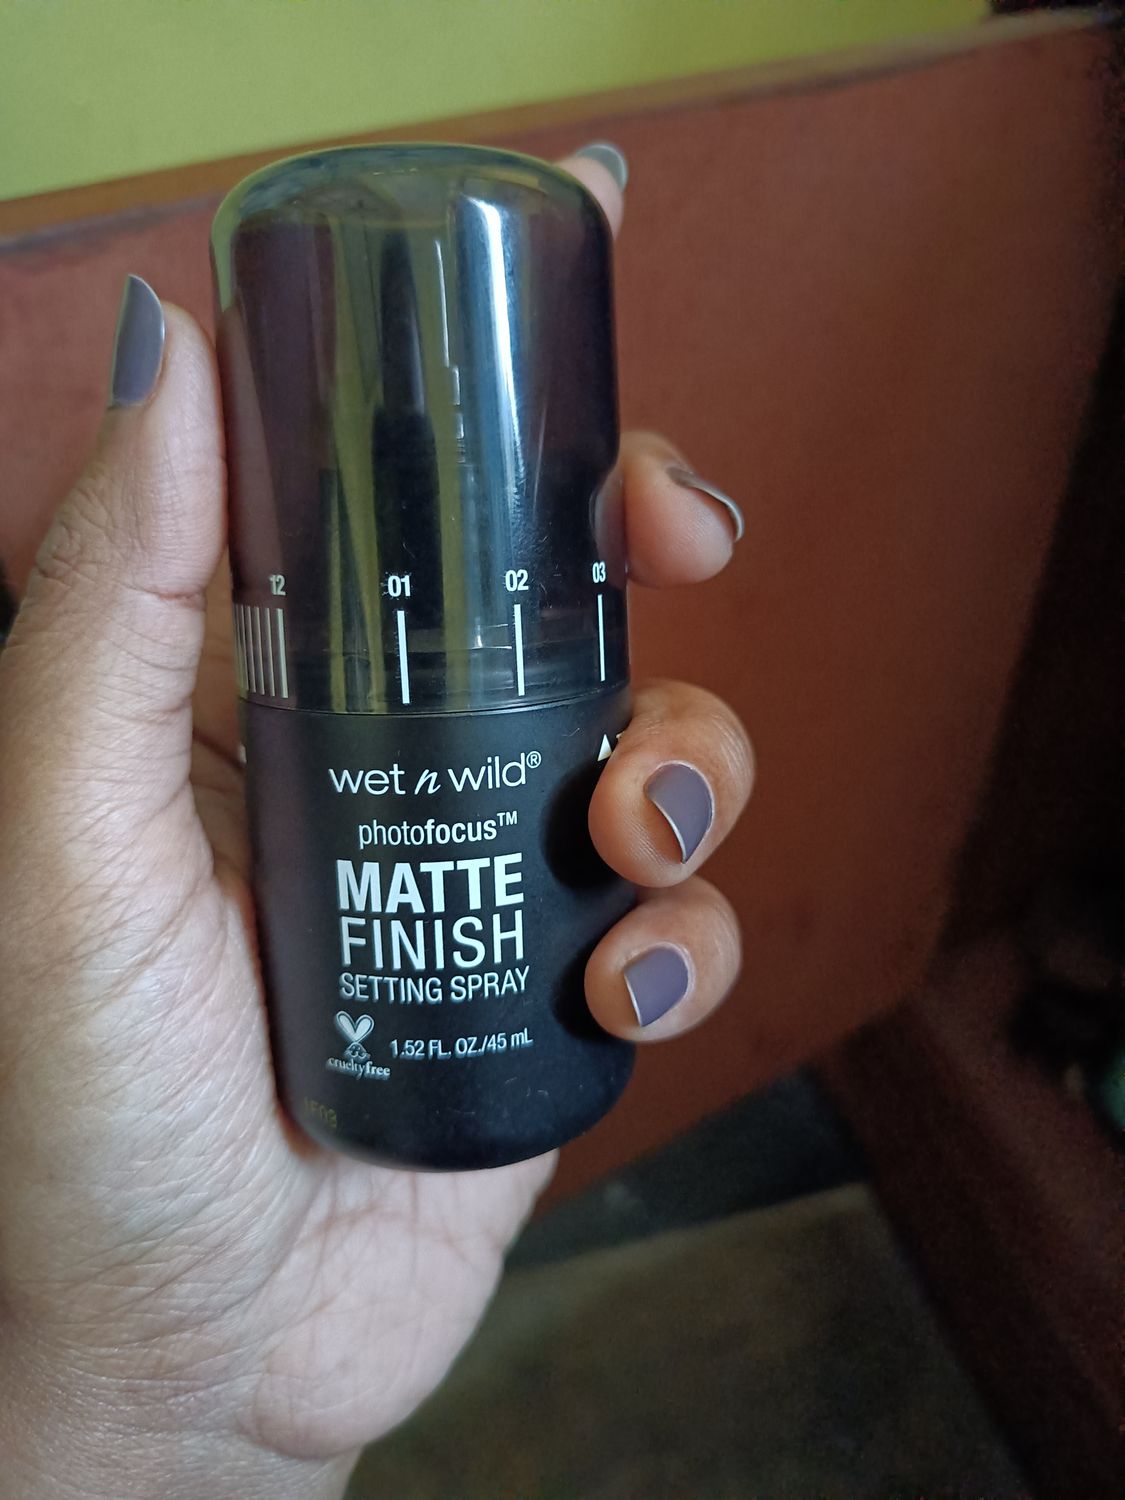 12 01 02 03
wet n wild®
photofocus™
MATTE
FINISH
SETTING SPRAY
1.52 FL. OZ./45 mL
crueltyfree